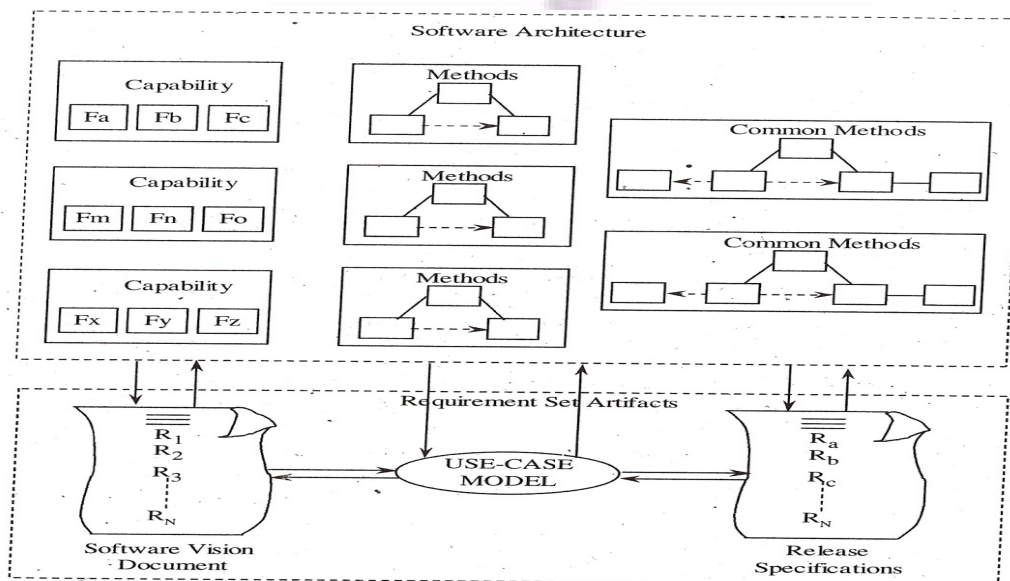 Software Architecture
Capability
Fa Fb Fc
Methods
Common Methods
Capability
Fm Fn Fo
Methods
Common Methods
Capability
Fx Fy Fz
Methods
Requirement Set Artifacts
R1
R2
R3
RN
Software Vision
Document
USE-CASE
MODEL
Ra
Rb
Rc
RN
Release
Specifications